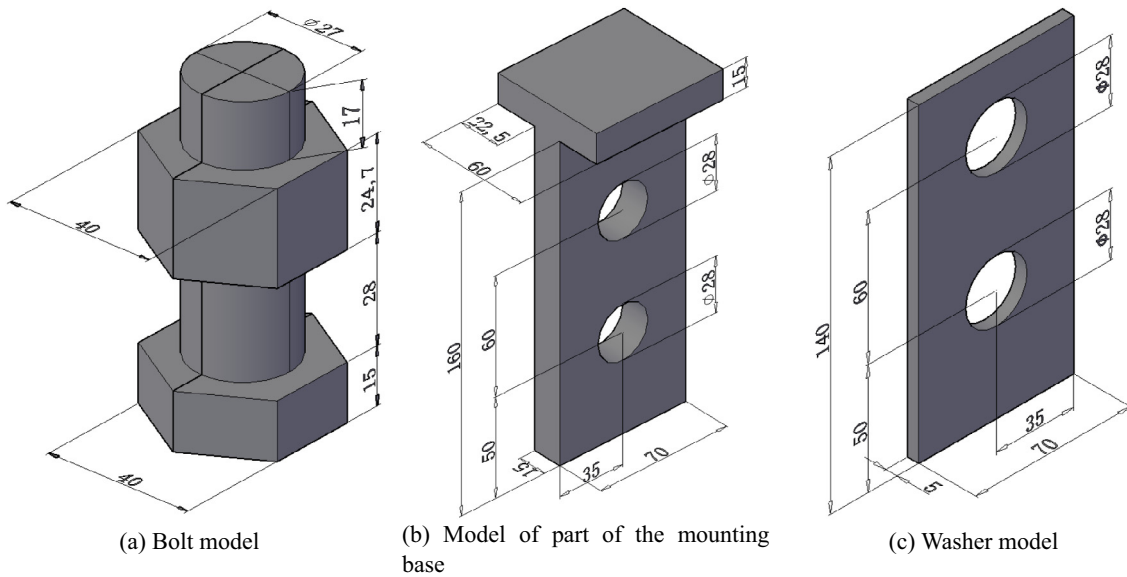 Φ27
17
24,7
40
28
15
40
(a) Bolt model
15
22,5
60
Φ28
Φ28
60
160
50
15
35
70
(b) Model of part of the mounting
base
Φ28
Φ28
60
140
50
35
70
5
(c) Washer model